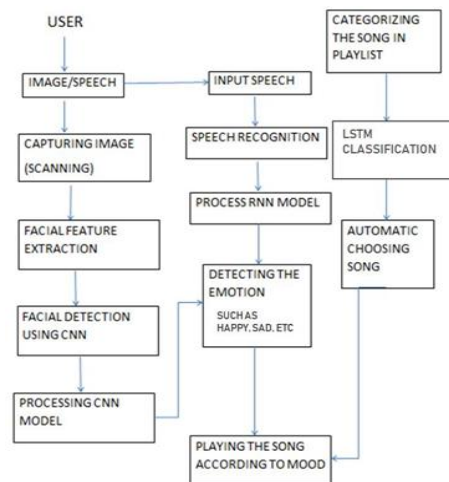 USER
IMAGE/SPEECH
CAPTURING IMAGE
(SCANNING)
FACIAL FEATURE
EXTRACTION
FACIAL DETECTION
USING CNN
PROCESSING CNN
MODEL
INPUT SPEECH
SPEECH RECOGNITION
PROCESS RNN MODEL
DETECTING THE
EMOTION
SUCH AS
HAPPY, SAD. ETC
PLAYING THE SONG
ACCORDING TO MOOD
CATEGORIZING
THE SONG IN
PLAYLIST
LSTM
CLASSIFICATION
AUTOMATIC
CHOOSING
SONG